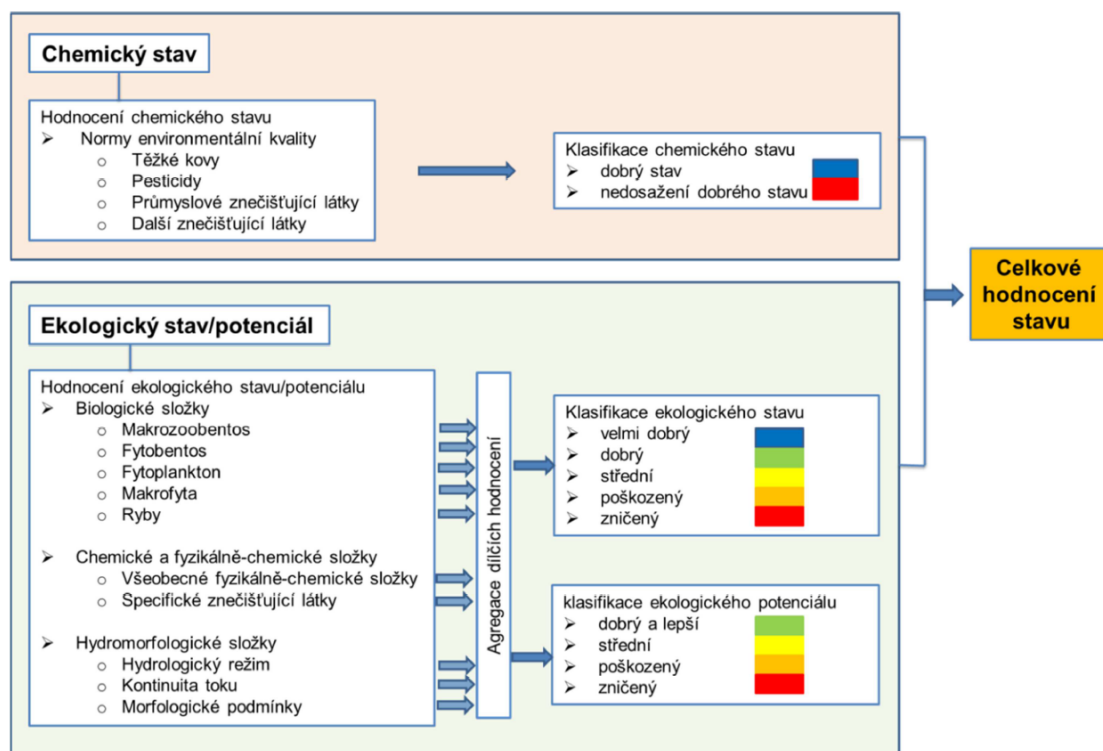 Chemický stav
Hodnocení chemického stavu
➢ Normy environmentální kvality
o Těžké kovy
o Pesticidy
o Průmyslové znečišťující látky
o Další znečišťující látky
Klasifikace chemického stavu
➢ dobrý stav
➢ nedosažení dobrého stavu
Celkové
hodnocení
stavu
Ekologický stav/potenciál
Hodnocení ekologického stavu/potenciálu
➢ Biologické složky
o Makrozoobentos
o Fytobentos
o Fytoplankton
o Makrofyta
o Ryby
➢ Chemické a fyzikálně-chemické složky
o Všeobecné fyzikálně-chemické složky
o Specifické znečišťující látky
➢ Hydromorfologické složky
o Hydrologický režim
o Kontinuita toku
o Morfologické podmínky
Agregace dílčích hodnocení
Klasifikace ekologického stavu
➢ velmi dobrý
➢ dobrý
➢ střední
➢ poškozený
➢ zničený
klasifikace ekologického potenciálu
➢ dobrý a lepší
➢ střední
➢ poškozený
➢ zničený